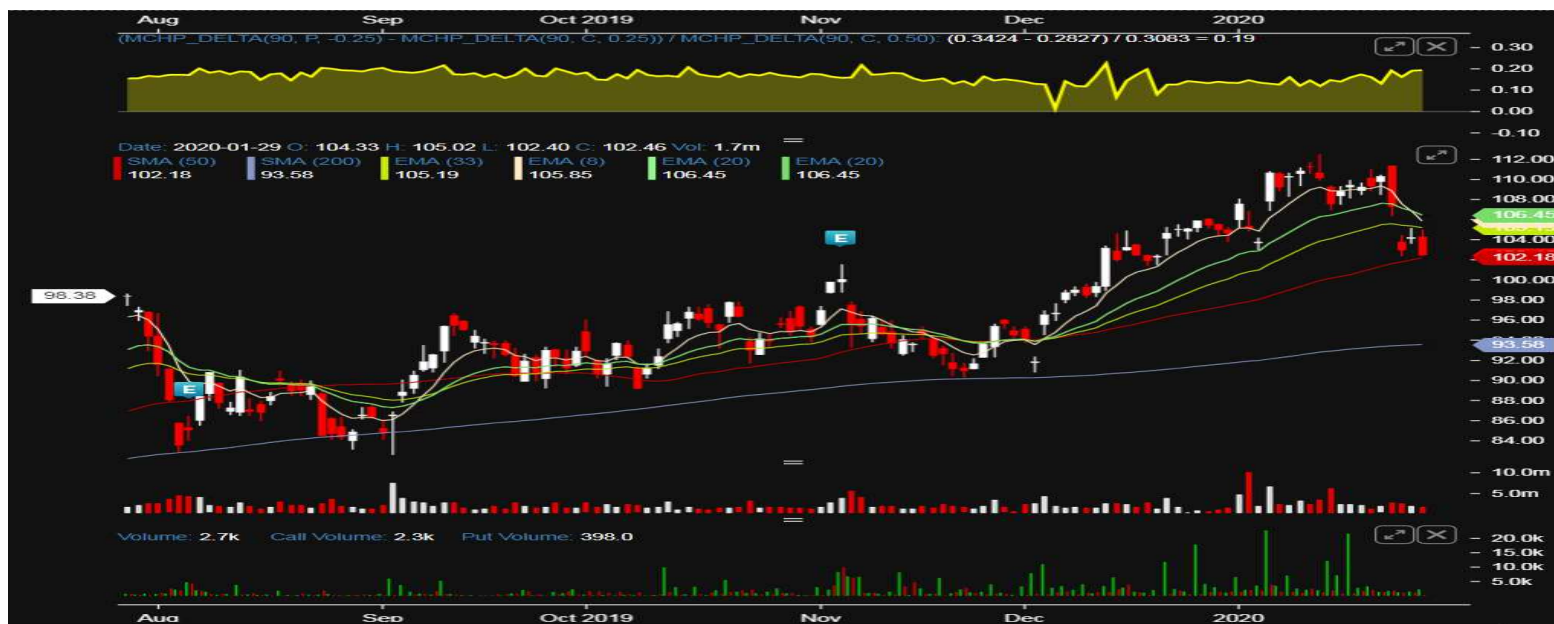 Aug Sep Oct 2019 Nov Dec 2020
(MCHP_DELTA(90, P, -0.25) - MCHP_DELTA(90, C, 0.25)) / MCHP_DELTA(90, C, 0.50): (0.3424 - 0.2827) / 0.3083 = 0.19
0.30
0.20
0.10
0.00
-0.10
Date: 2020-01-29 O: 104.33 H: 105.02 L: 102.40 C: 102.46 Vol: 1.7m
SMA (50) SMA (200) EMA (33) EMA (8) EMA (20) EMA (20)
102.18 93.58 105.19 105.85 106.45 106.45
112.00
110.00
108.00
106.45
104.00
102.18
100.00
98.38
98.00
96.00
93.58
92.00
90.00
88.00
86.00
84.00
E
E
10.0m
5.0m
Volume: 2.7k Call Volume: 2.3k Put Volume: 398.0
20.0k
15.0k
10.0k
5.0k
Aug Sep Oct 2019 Nov Dec 2020